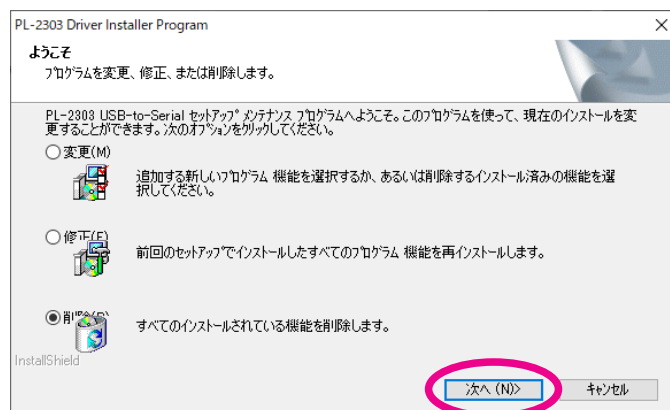 PL-2303 Driver Installer Program
ようこそ
プログラムを変更、修正、または削除します。
PL-2303 USB-to-Serial セットアップ メンテナンス プログラムへようこそ。このプログラムを使って、現在のインストールを変
更することができます。次のオプションをクリックしてください。
変更(M)
追加する新しいプログラム 機能を選択するか、あるいは削除するインストール済みの機能を選
択してください。
修正(E)
前回のセットアップでインストールしたすべてのプログラム 機能を再インストールします。
すべてのインストールされている機能を削除します。
InstallShield
次へ (N)>
キャンセル